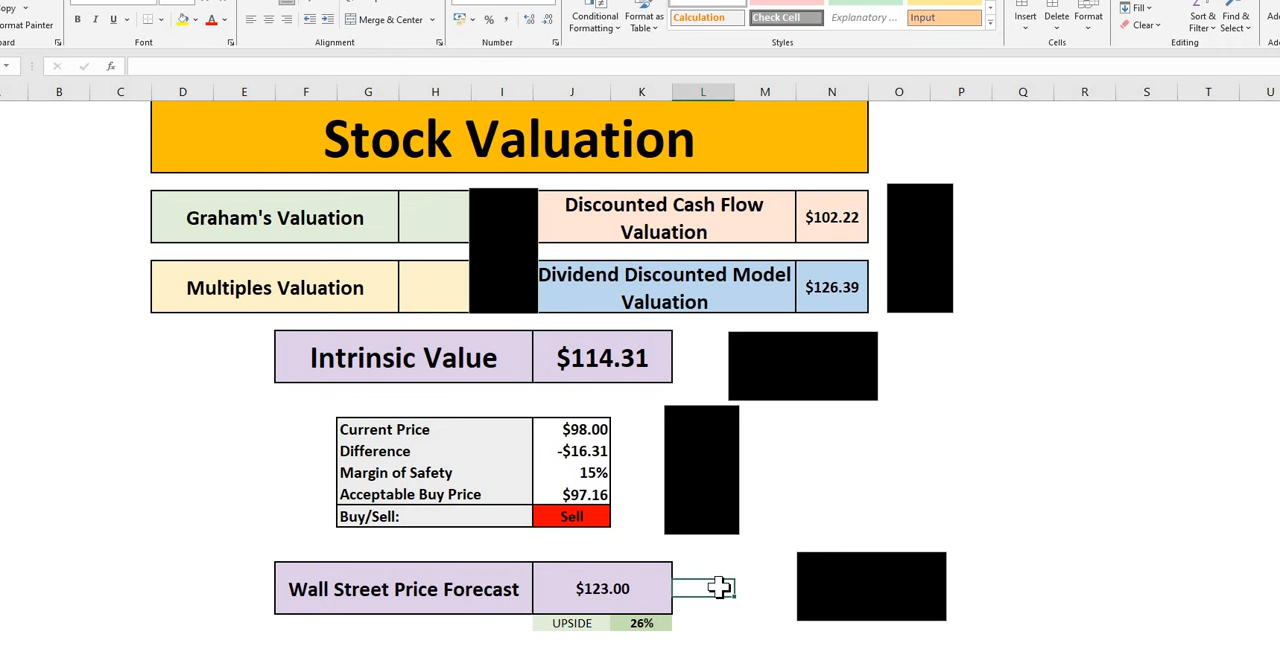 Copy
Format Painter
B I U A
Merge & Center
$ % ,
Conditional
Formatting
Format as
Table
Calculation
Check Cell
Explanatory ...
Input
Insert
Delete
Format
Fill
Clear
Sort &
Filter
Find &
Select
Font
Alignment
Number
Styles
Cells
Editing
fx
B C D E F G H I J K L M N O P Q R S T U
Stock Valuation
Graham's Valuation
Discounted Cash Flow
Valuation
$102.22
Multiples Valuation
Dividend Discounted Model
Valuation
$126.39
Intrinsic Value
$114.31
Current Price $98.00
Difference -$16.31
Margin of Safety 15%
Acceptable Buy Price $97.16
Buy/Sell: Sell
Wall Street Price Forecast
$123.00
UPSIDE 26%